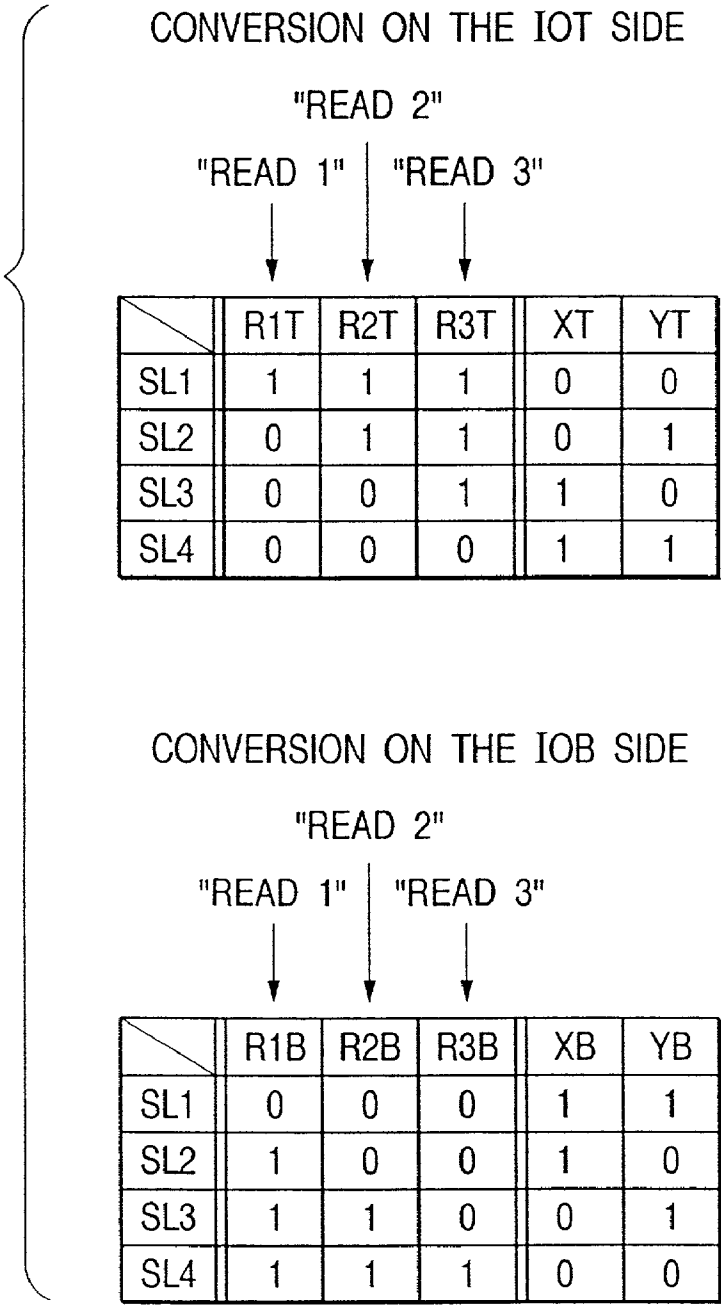 CONVERSION ON THE IOT SIDE
"READ 2"
"READ 1" "READ 3"
R1T R2T R3T XT YT
SL1 1 1 1 0 0
SL2 0 1 1 0 1
SL3 0 0 1 1 0
SL4 0 0 0 1 1
CONVERSION ON THE IOB SIDE
"READ 2"
"READ 1" "READ 3"
R1B R2B R3B XB YB
SL1 0 0 0 1 1
SL2 1 0 0 1 0
SL3 1 1 0 0 1
SL4 1 1 1 0 0